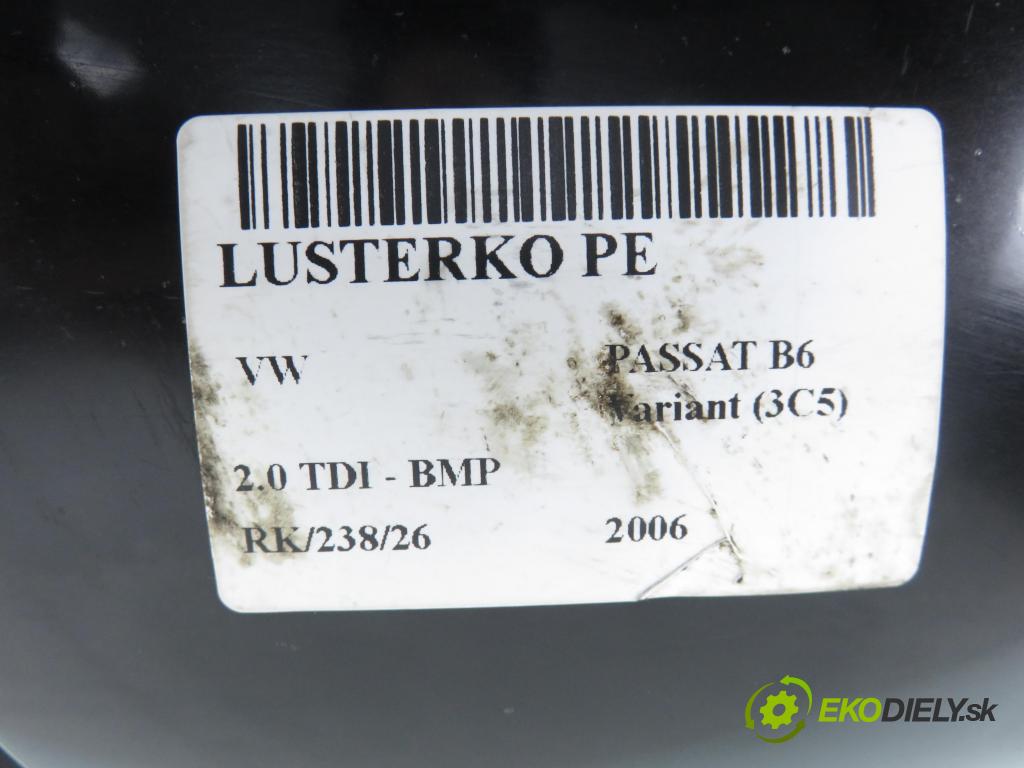 LUSTERKO PE
VW
PASSAT B6
Variant (3C5)
2.0 TDI - BMP
RK/238/26
2006
EKODIELY.sk